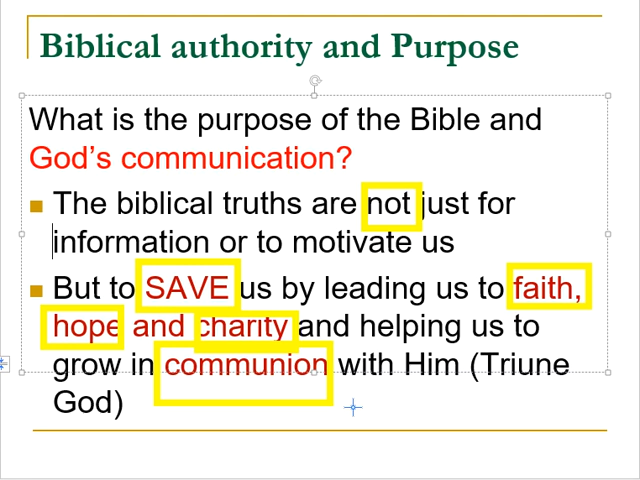 Biblical authority and Purpose
What is the purpose of the Bible and
God's communication?
The biblical truths are not just for
information or to motivate us
But to SAVE us by leading us to faith,
hope and charity and helping us to
grow in communion with Him (Triune
God)